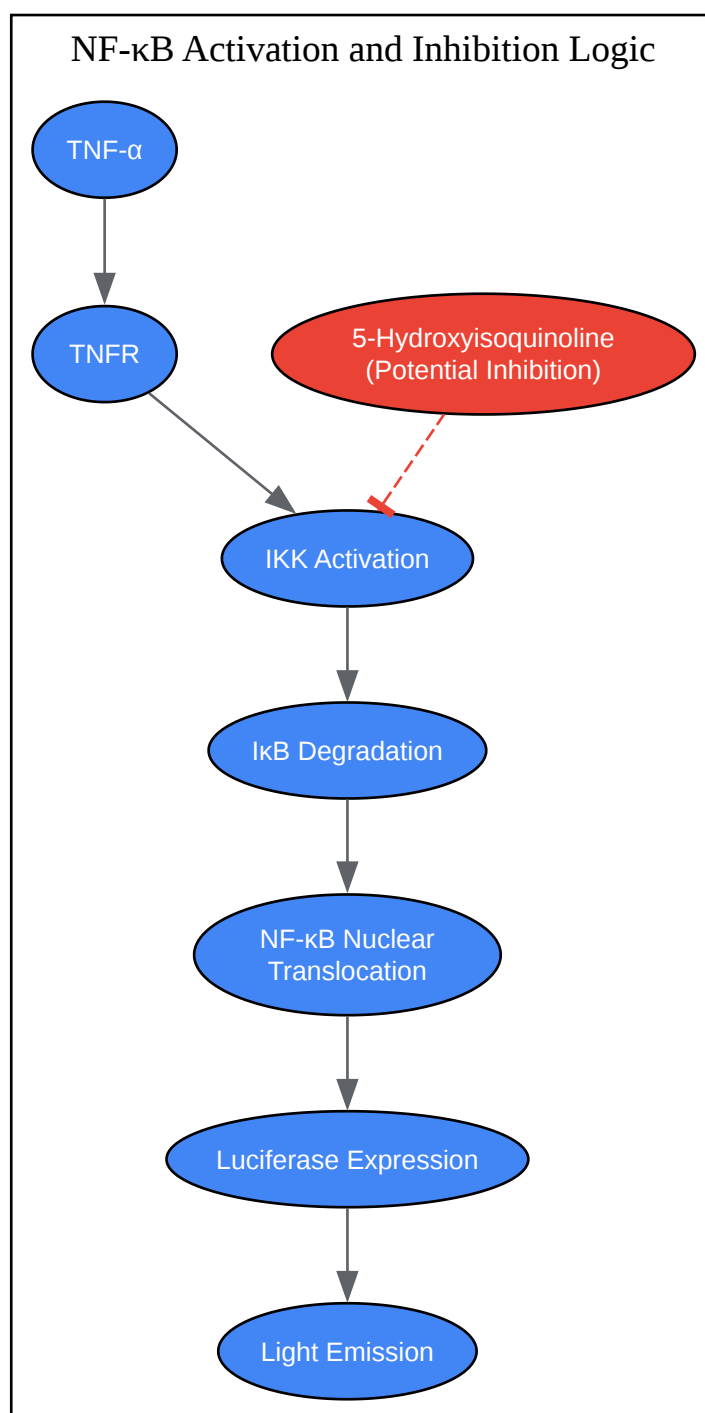 NF-κB Activation and Inhibition Logic
TNF-α
TNFR
5-Hydroxyisoquinoline
(Potential Inhibition)
IKK Activation
IκB Degradation
NF-κB Nuclear
Translocation
Luciferase Expression
Light Emission